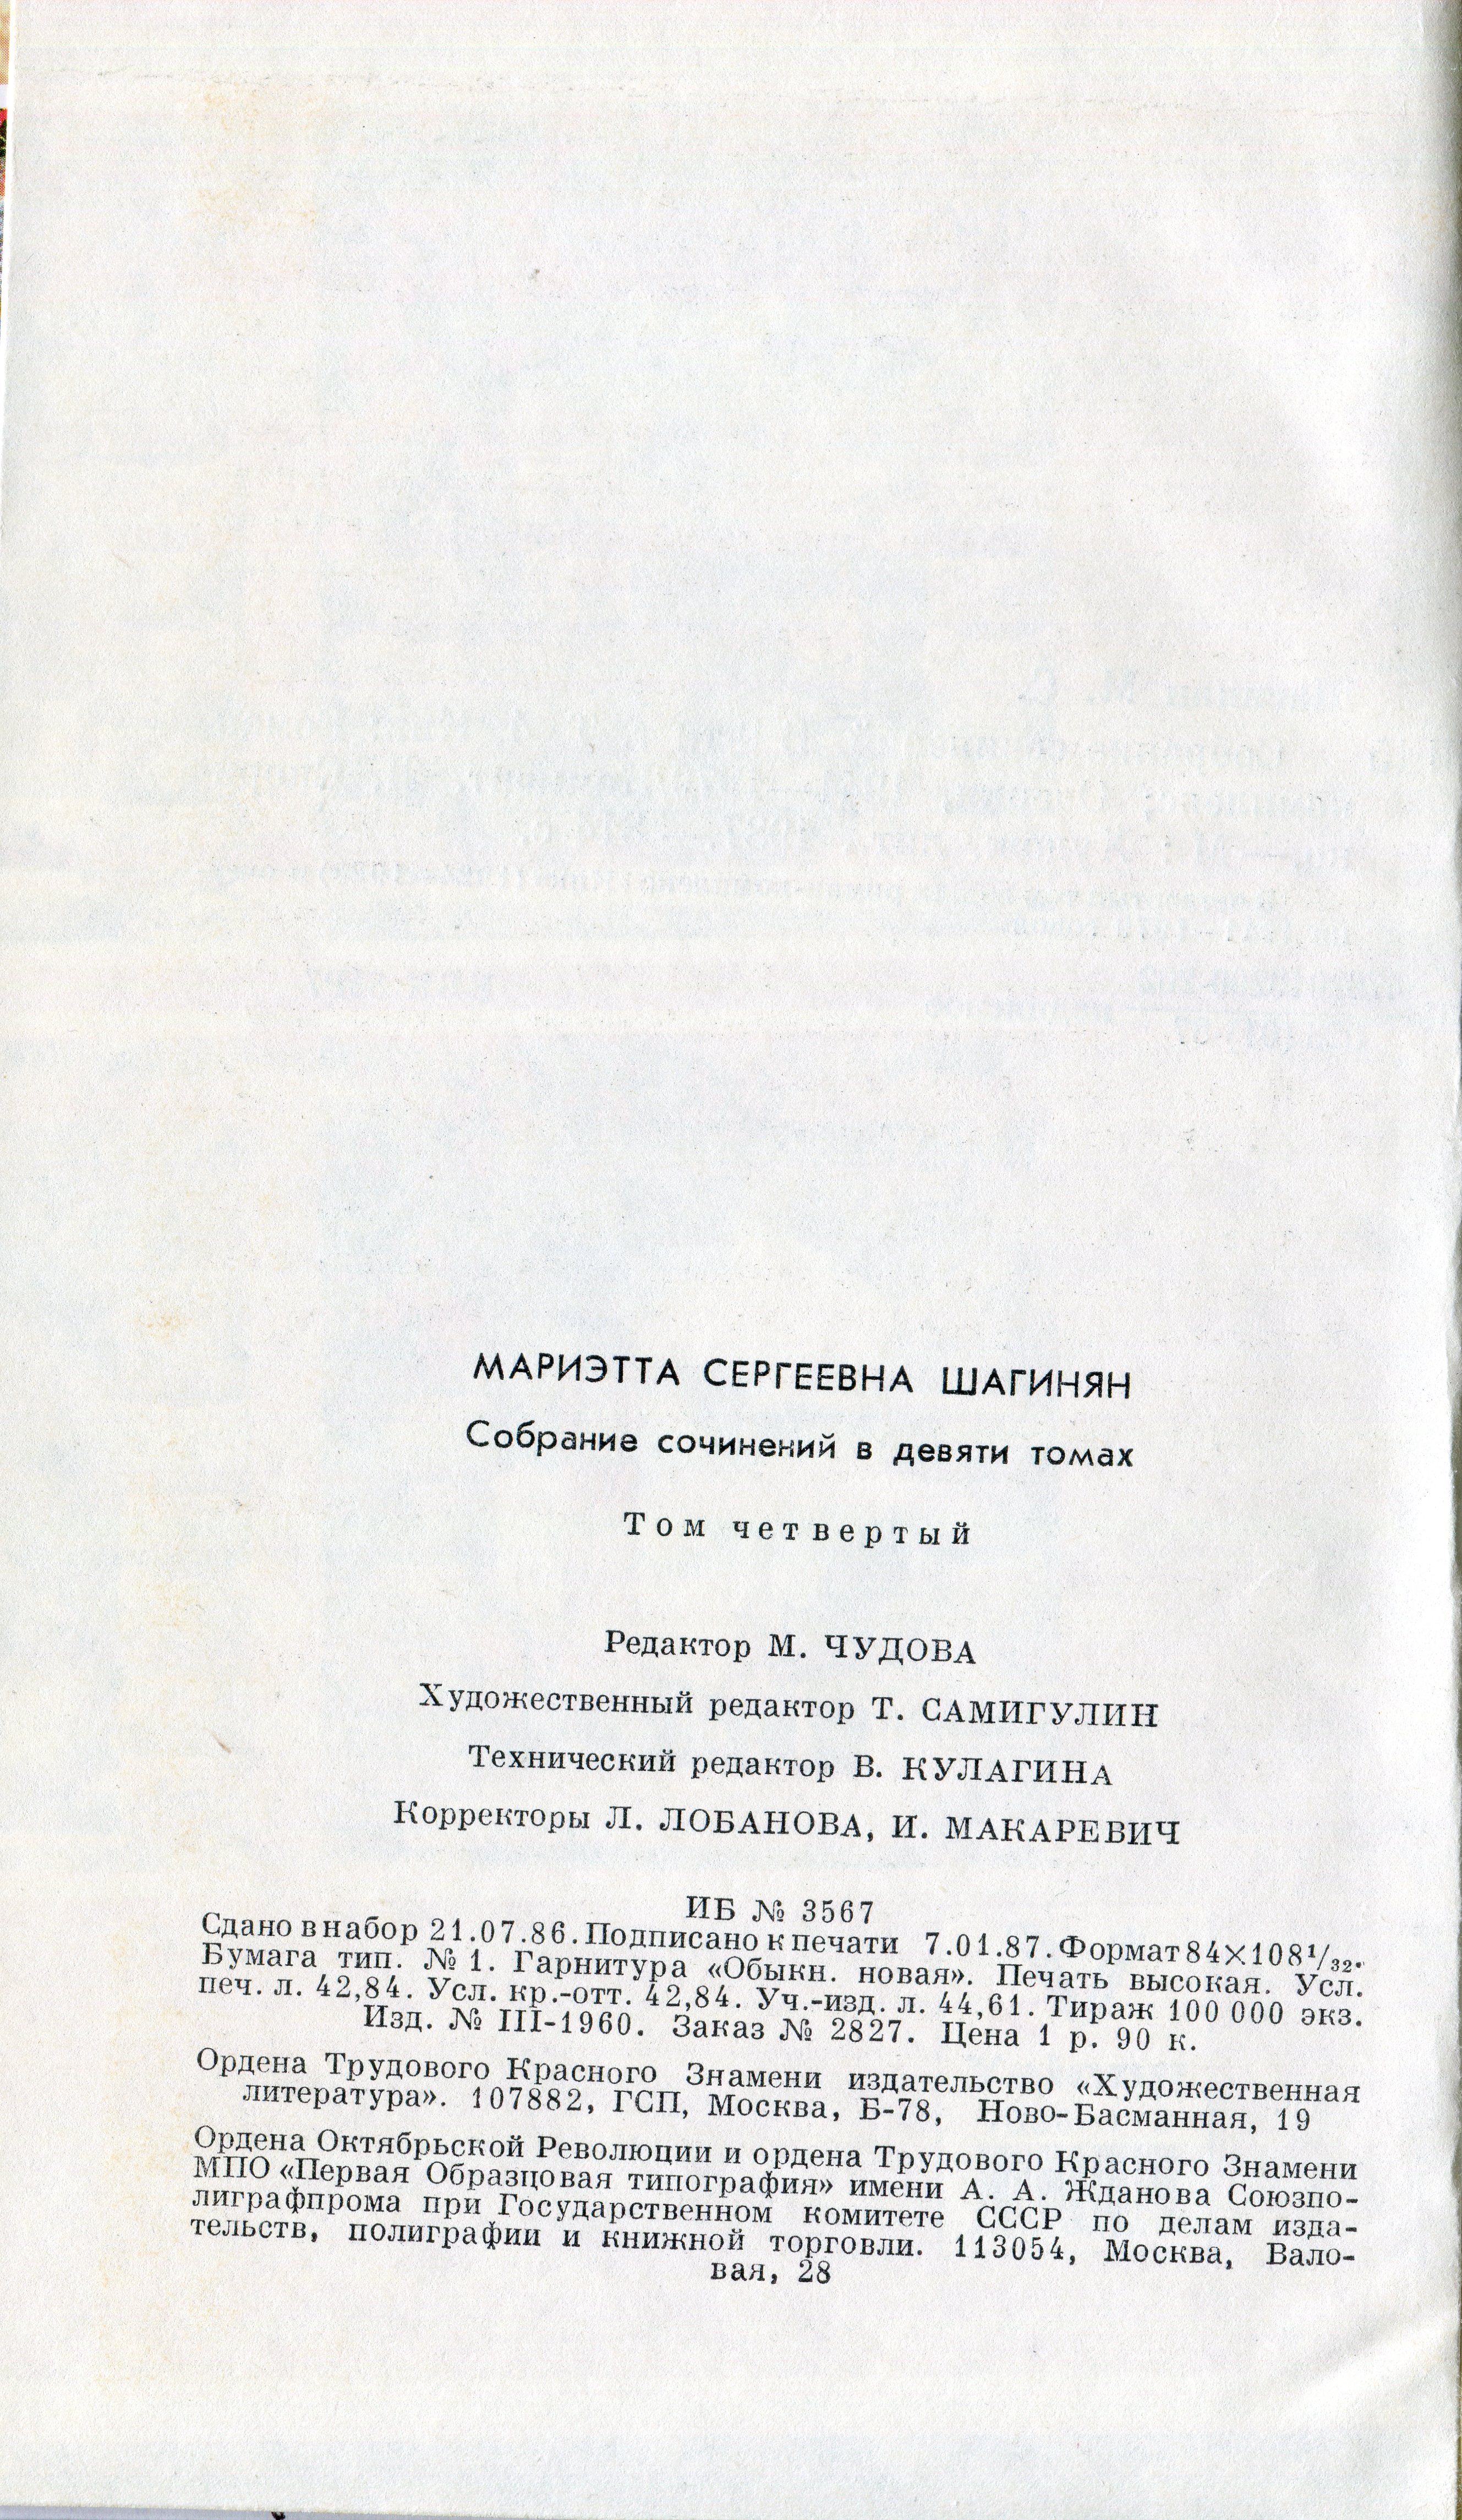 МАРИЭТТА СЕРГЕЕВНА ШАГИНЯН
Собрание сочинений в девяти томах
Том четвертый
Редактор М. ЧУДОВА
Художественный редактор Т. САМИГУЛИН
Технический редактор В. КУЛАГИНА
Корректоры Л. ЛОБАНОВА, И. МАКАРЕВИЧ
ИБ № 3567
Сдано в набор 21.07.86. Подписано к печати 7.01.87. Формат 84×108¹/₃₂.
Бумага тип. № 1. Гарнитура «Обыкн. новая». Печать высокая. Усл.
печ. л. 42,84. Усл. кр.-отт. 42,84. Уч.-изд. л. 44,61. Тираж 100 000 экз.
Изд. № III-1960. Заказ № 2827. Цена 1 р. 90 к.
Ордена Трудового Красного Знамени издательство «Художественная
литература». 107882, ГСП, Москва, Б-78, Ново-Басманная, 19
Ордена Октябрьской Революции и ордена Трудового Красного Знамени
МПО «Первая Образцовая типография» имени А. А. Жданова Союзпо-
лиграфпрома при Государственном комитете СССР по делам изда-
тельств, полиграфии и книжной торговли. 113054, Москва, Вало-
вая, 28